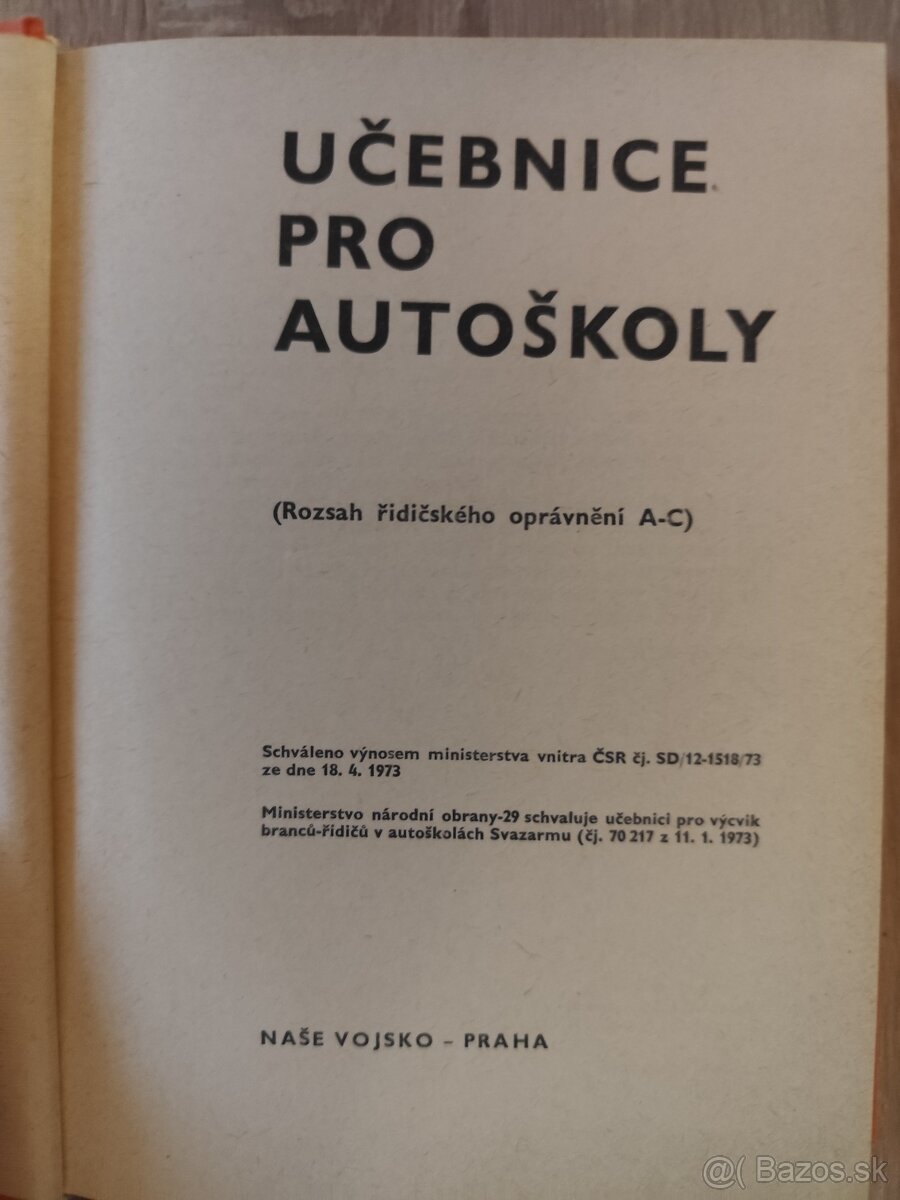 UČEBNICE
PRO
AUTOŠKOLY
(Rozsah řidičského oprávnění A-C)
Schváleno výnosem ministerstva vnitra ČSR čj. SD/12-1518/73
ze dne 18. 4. 1973
Ministerstvo národní obrany-29 schvaluje učebnici pro výcvik
branců-řidičů v autoškolách Svazarmu (čj. 70 217 z 11. 1. 1973)
NAŠE VOJSKO – PRAHA
@( Bazos.sk